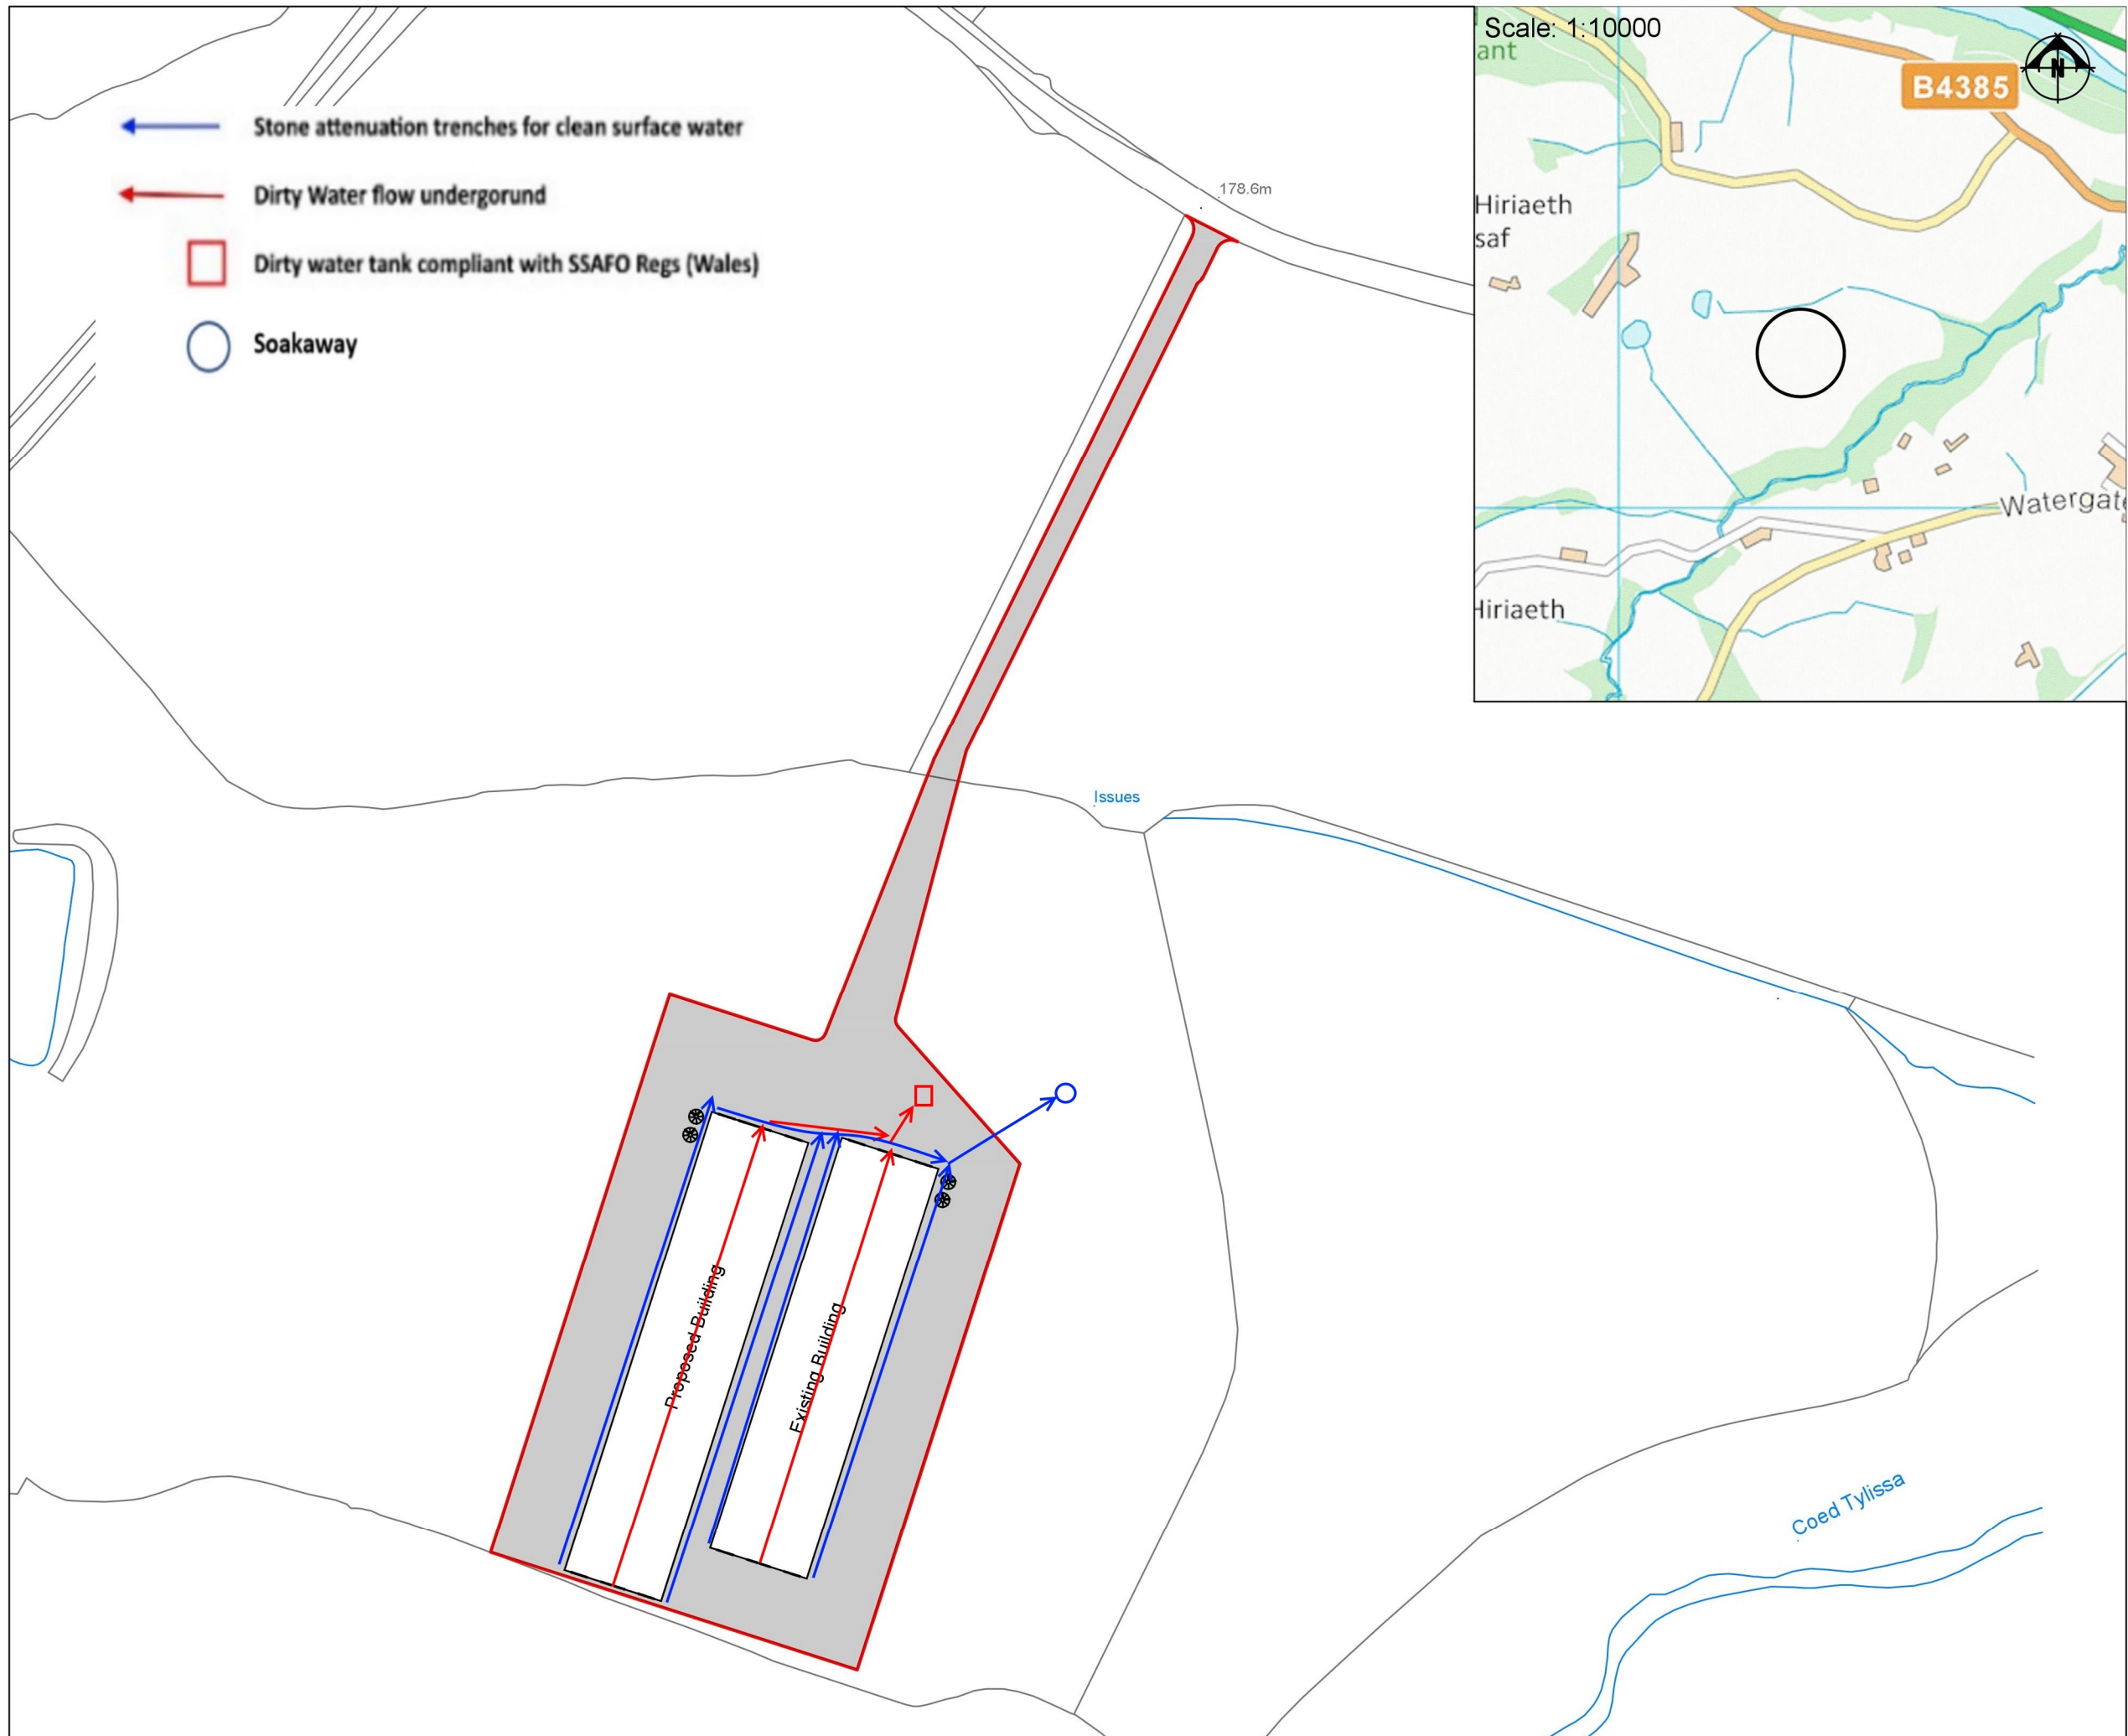 Stone attenuation trenches for clean surface water
Dirty Water flow undergorund
Dirty water tank compliant with SSAFO Regs (Wales)
Soakaway
178.6m
Issues
Proposed Building
Existing Building
Coed Tylissa
Scale: 1:10000
ant
B4385
N
Hiriaeth
saf
Watergate
Hiriaeth